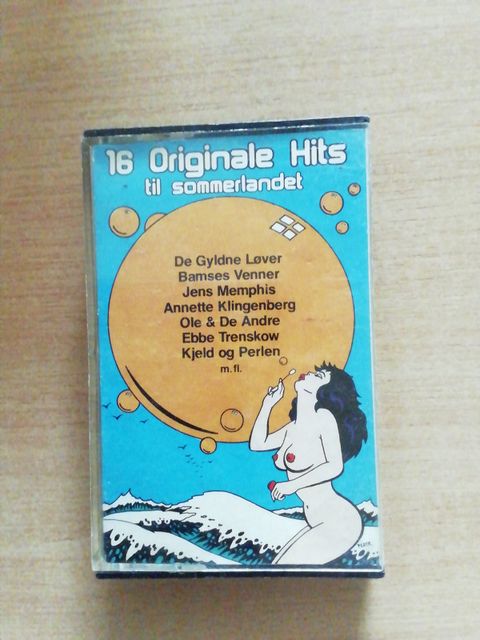 16 Originale Hits
til sommerlandet
De Gyldne Løver
Bamses Venner
Jens Memphis
Annette Klingenberg
Ole & De Andre
Ebbe Trenskow
Kjeld og Perlen
m. fl.